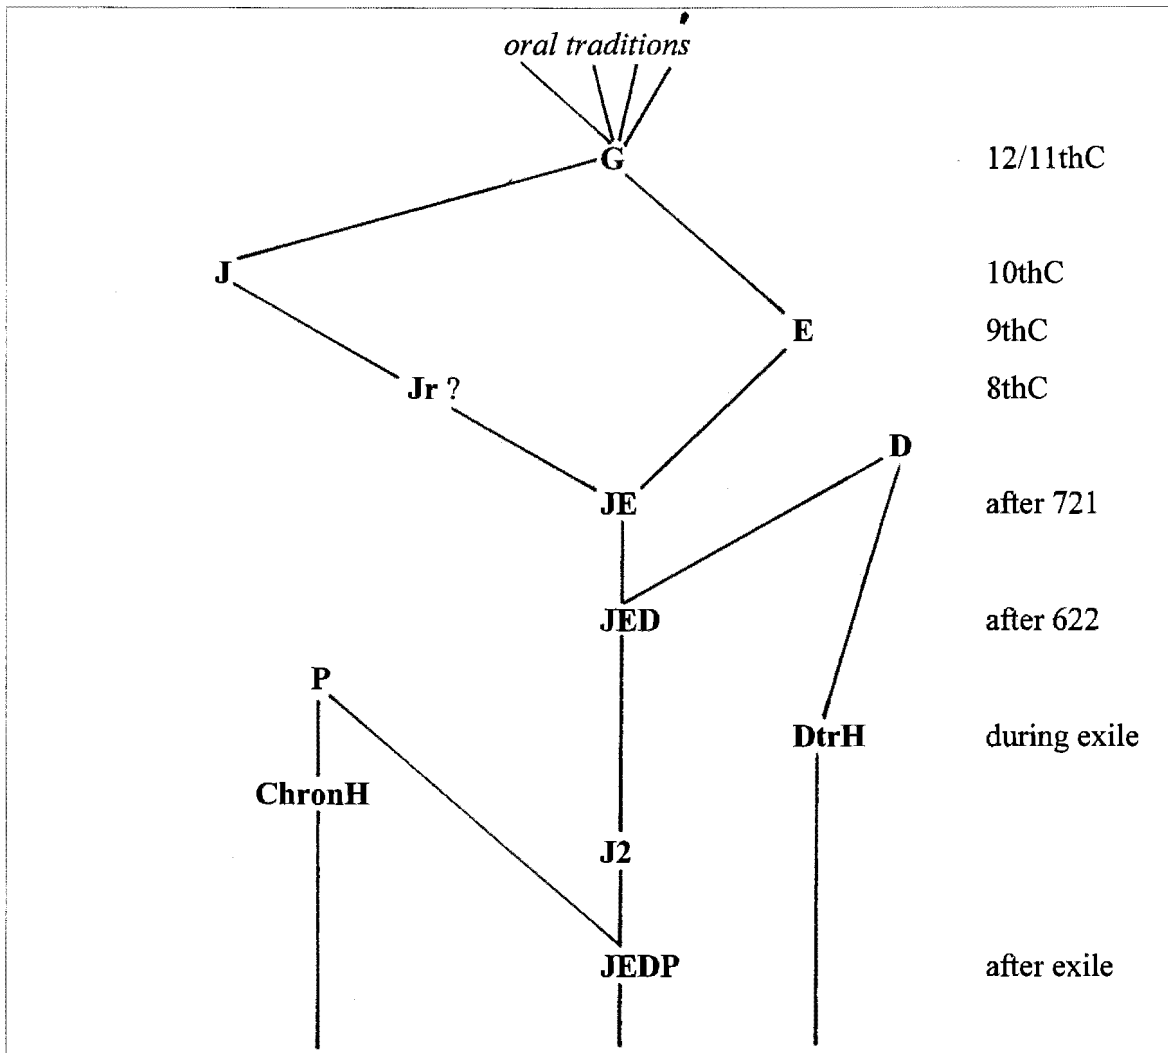 oral traditions
G 12/11thC
J 10thC
E 9thC
Jr ? 8thC
D
JE after 721
JED after 622
P
DtrH during exile
ChronH
J2
JEDP after exile